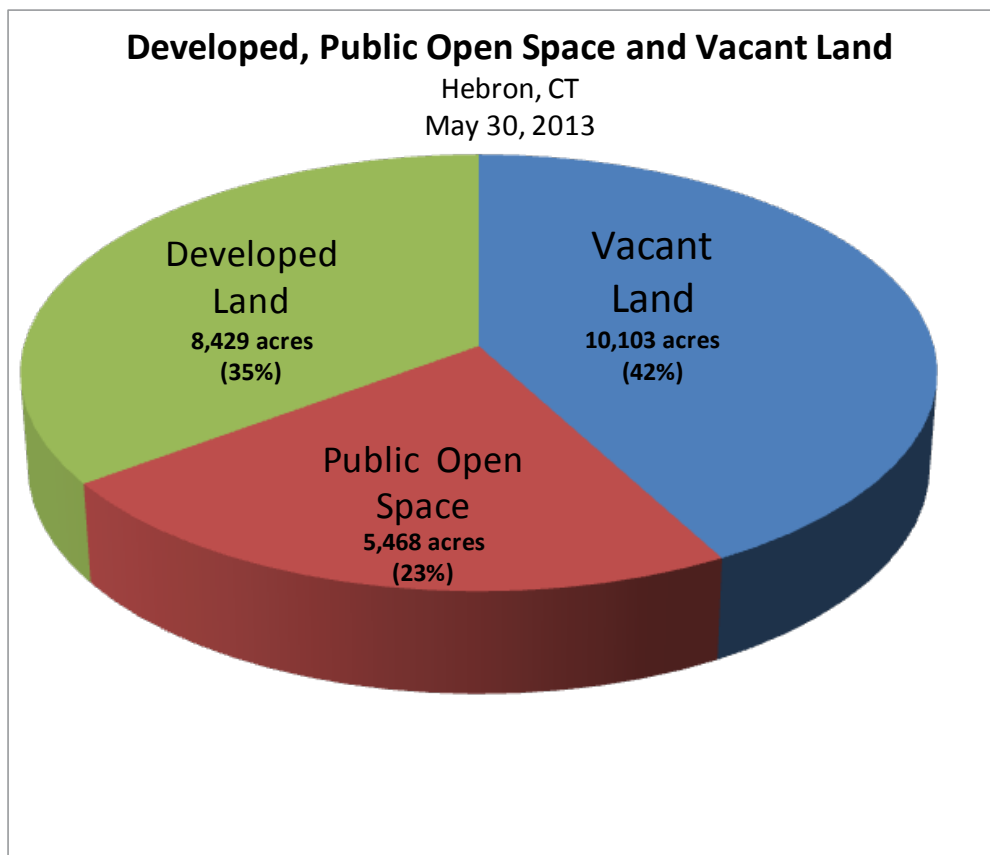 Developed, Public Open Space and Vacant Land
Hebron, CT
May 30, 2013
Developed
Land
8,429 acres
(35%)
Vacant
Land
10,103 acres
(42%)
Public Open
Space
5,468 acres
(23%)